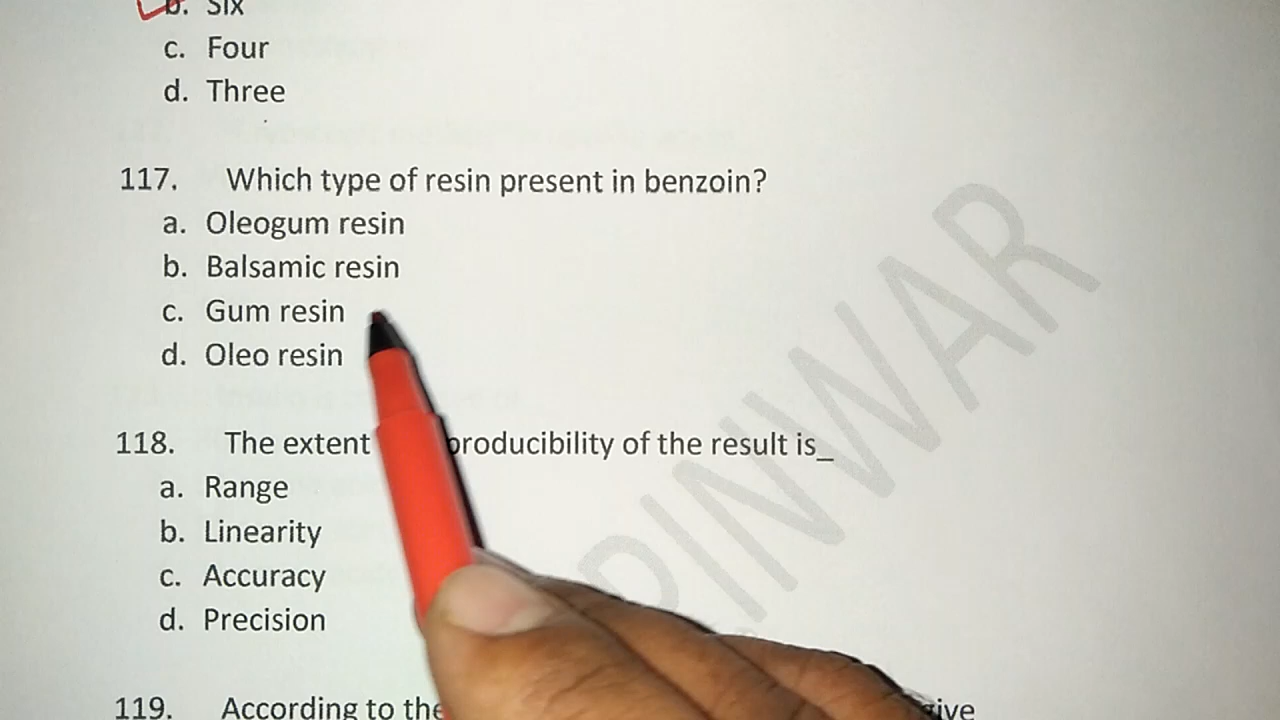 b. Six
c. Four
d. Three
117. Which type of resin present in benzoin?
a. Oleogum resin
b. Balsamic resin
c. Gum resin
d. Oleo resin
118. The extent producibility of the result is_
a. Range
b. Linearity
c. Accuracy
d. Precision
119. According to the give
PINWAR